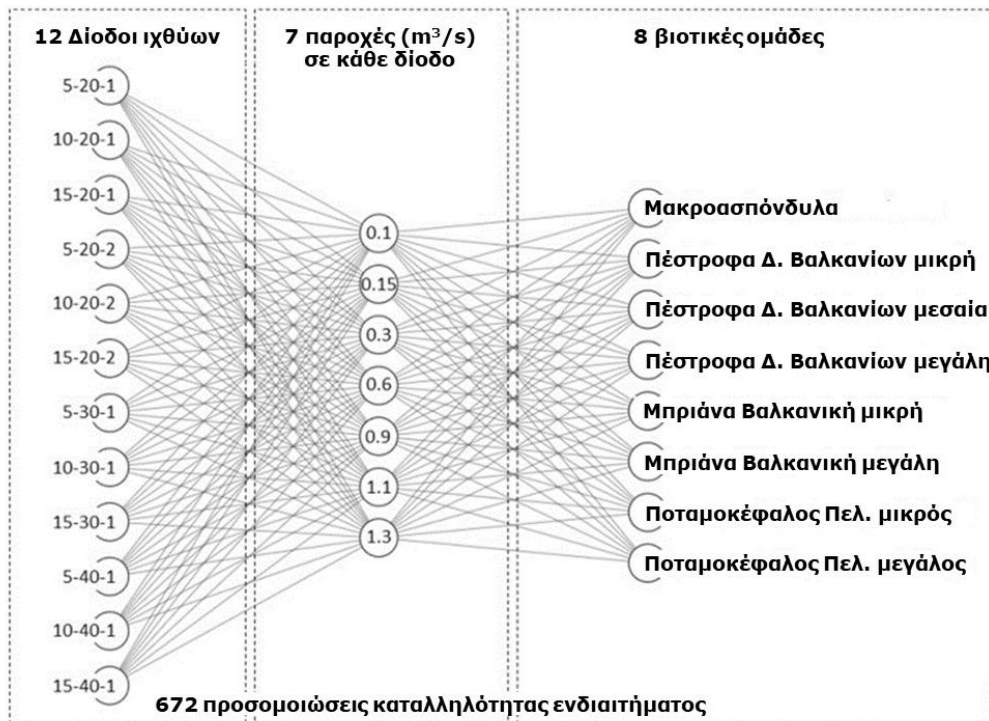 12 Δίοδοι ιχθύων
7 παροχές (m³/s)
σε κάθε δίοδο
8 βιοτικές ομάδες
5-20-1
10-20-1
15-20-1
5-20-2
10-20-2
15-20-2
5-30-1
10-30-1
15-30-1
5-40-1
10-40-1
15-40-1
0.1
0.15
0.3
0.6
0.9
1.1
1.3
Μακροασπόνδυλα
Πέστροφα Δ. Βαλκανίων μικρή
Πέστροφα Δ. Βαλκανίων μεσαία
Πέστροφα Δ. Βαλκανίων μεγάλη
Μπριάνα Βαλκανική μικρή
Μπριάνα Βαλκανική μεγάλη
Ποταμοκέφαλος Πελ. μικρός
Ποταμοκέφαλος Πελ. μεγάλος
672 προσομοιώσεις καταλληλότητας ενδιαιτήματος